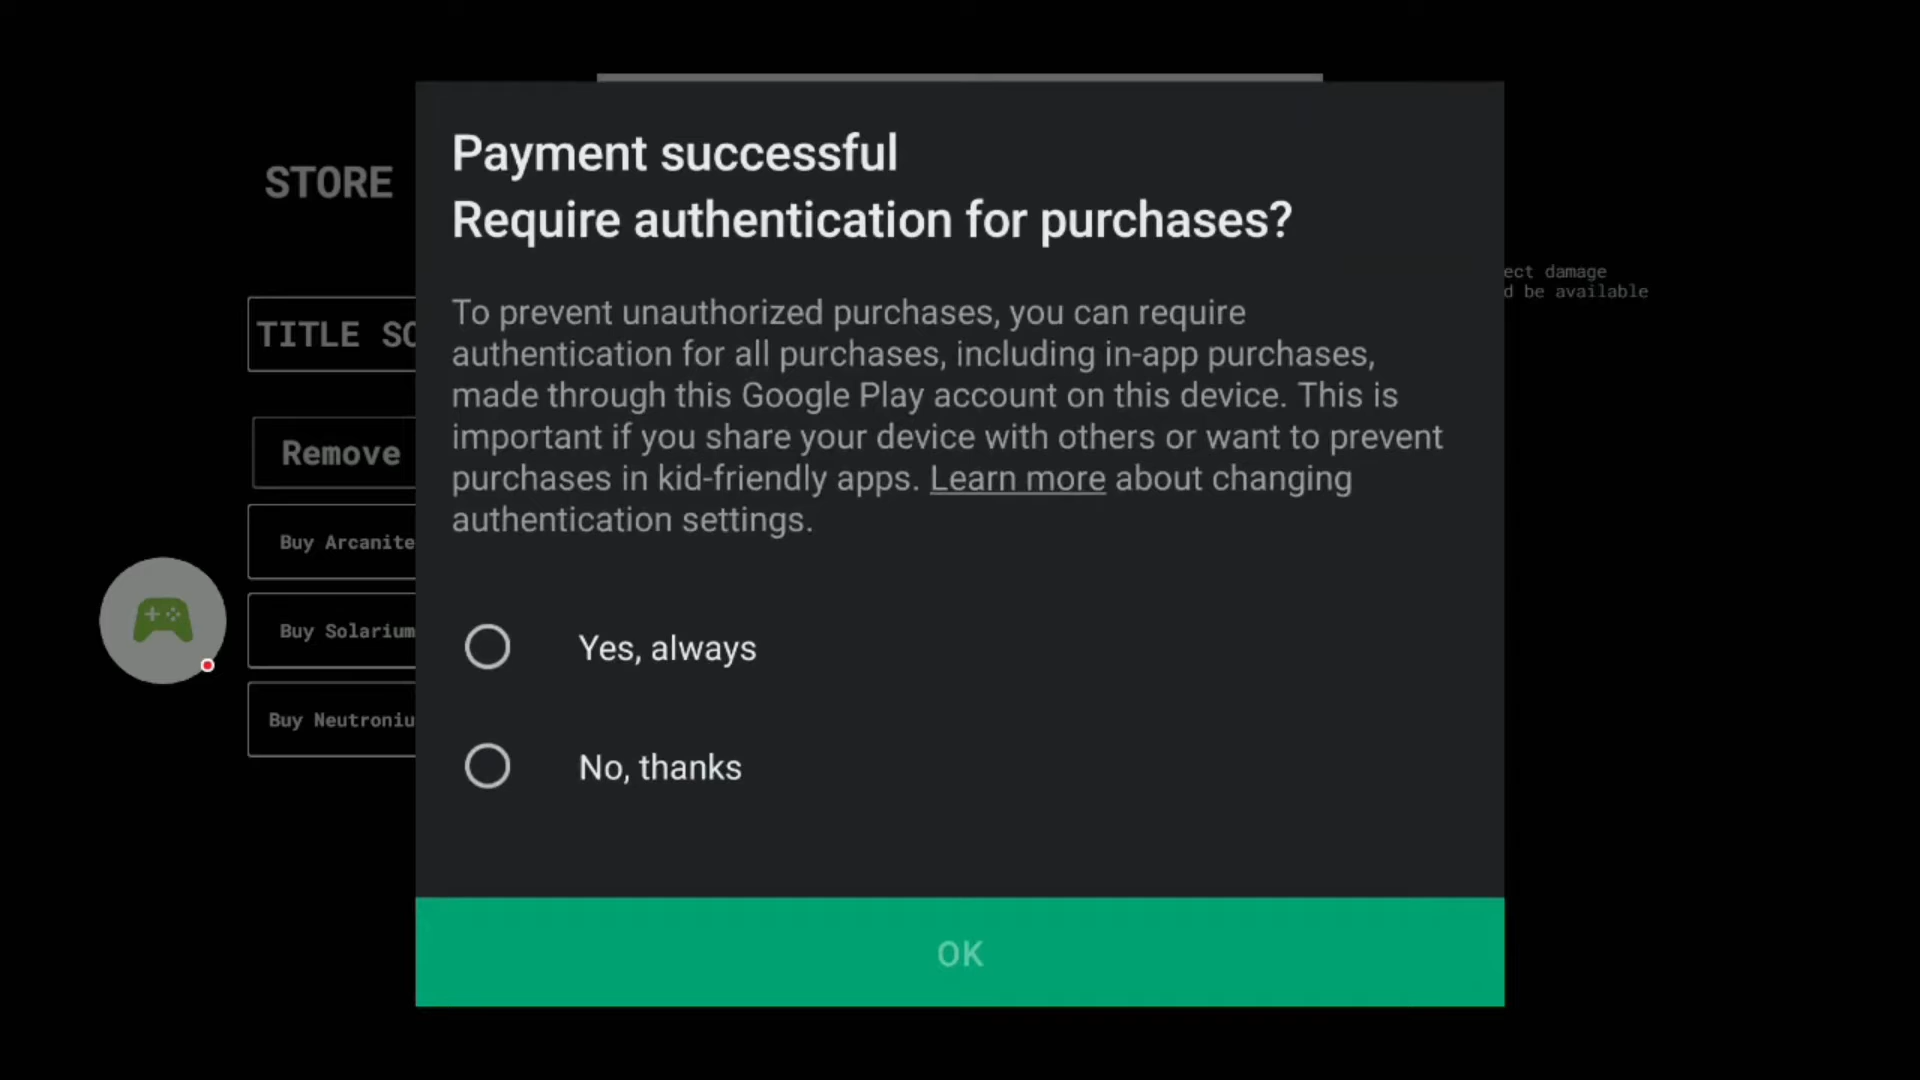 Payment successful
Require authentication for purchases?
To prevent unauthorized purchases, you can require
authentication for all purchases, including in-app purchases,
made through this Google Play account on this device. This is
important if you share your device with others or want to prevent
purchases in kid-friendly apps. Learn more about changing
authentication settings.
Yes, always
No, thanks
OK
STORE
TITLE SC
Remove
Buy Arcanite
Buy Solarium
Buy Neutroniu
ect damage
d be available